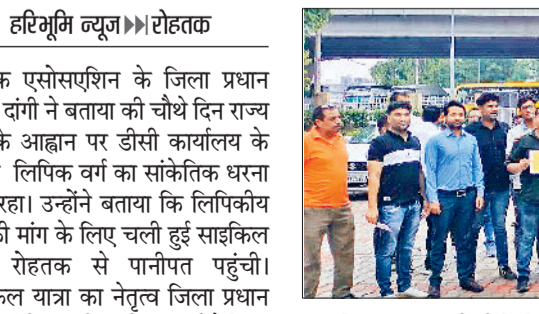 हरिभूमि न्यूज▶▶|रोहतक
एसोसएशिन के जिला प्रधान
दांगी ने बताया की चौथे दिन राज्य
के आह्वान पर डीसी कार्यालय के
लिपिक वर्ग का सांकेतिक धरना
रहा। उन्होंने बताया कि लिपिकीय
मांग के लिए चली हुई साइकिल
रोहतक से पानीपत पहुंची।
यात्रा का नेतृत्व जिला प्रधान